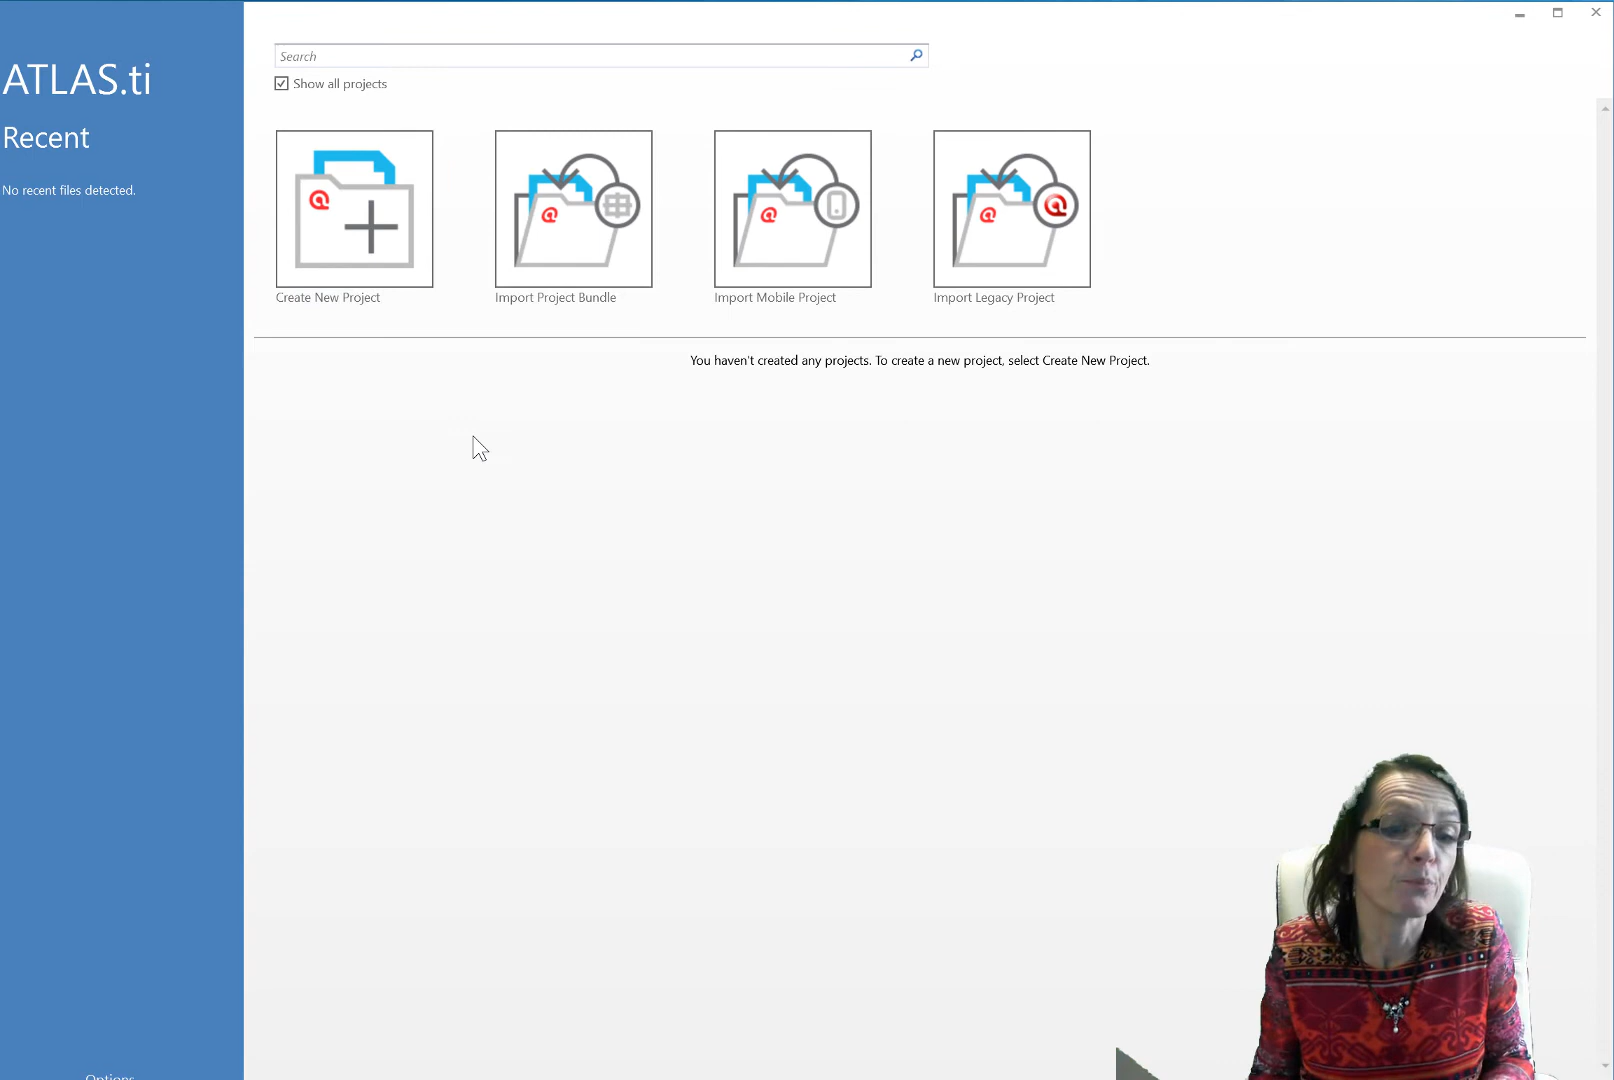 ATLAS.ti
Recent
No recent files detected.
Search
Show all projects
Create New Project
Import Project Bundle
Import Mobile Project
Import Legacy Project
You haven't created any projects. To create a new project, select Create New Project.
Options